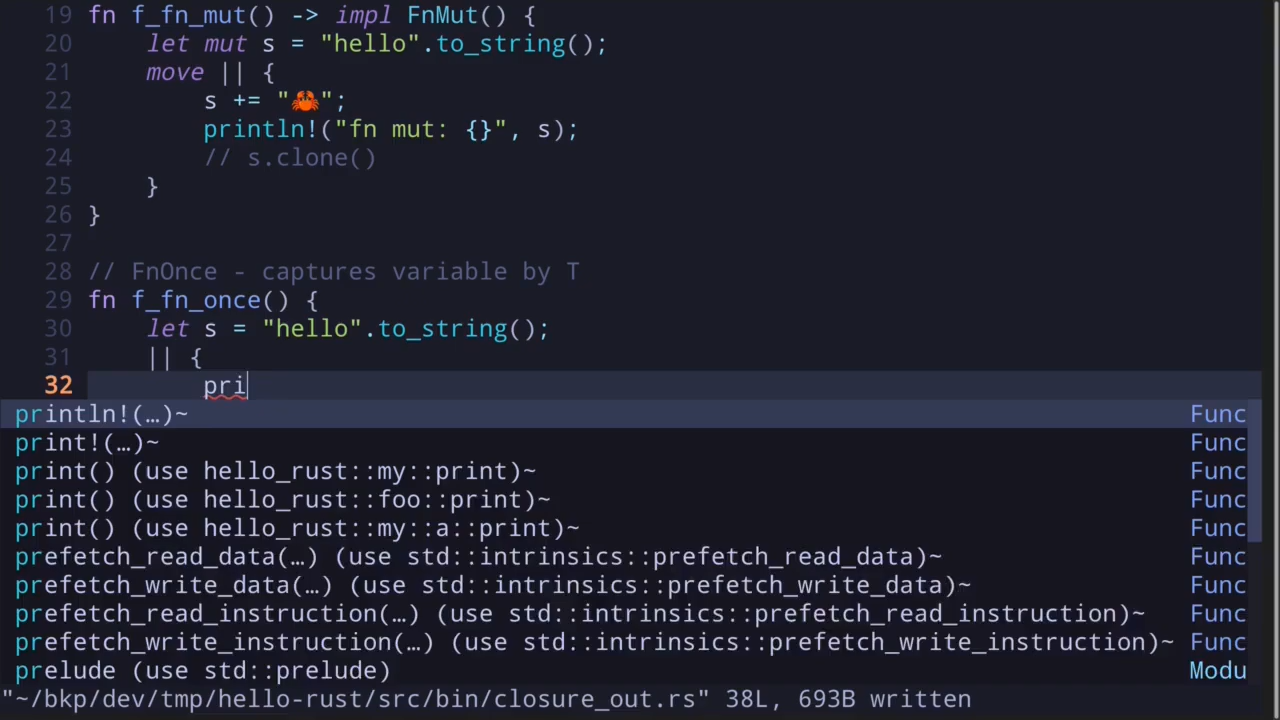 19 fn f_fn_mut() -> impl FnMut() {
20     let mut s = "hello".to_string();
21     move || {
22         s += "🦀";
23         println!("fn mut: {}", s);
24         // s.clone()
25     }
26 }
27
28 // FnOnce - captures variable by T
29 fn f_fn_once() {
30     let s = "hello".to_string();
31     || {
32         pri
println!(…)~ Func
print!(…)~ Func
print() (use hello_rust::my::print)~ Func
print() (use hello_rust::foo::print)~ Func
print() (use hello_rust::my::a::print)~ Func
prefetch_read_data(…) (use std::intrinsics::prefetch_read_data)~ Func
prefetch_write_data(…) (use std::intrinsics::prefetch_write_data)~ Func
prefetch_read_instruction(…) (use std::intrinsics::prefetch_read_instruction)~ Func
prefetch_write_instruction(…) (use std::intrinsics::prefetch_write_instruction)~ Func
prelude (use std::prelude) Modu
"~/bkp/dev/tmp/hello-rust/src/bin/closure_out.rs" 38L, 693B written